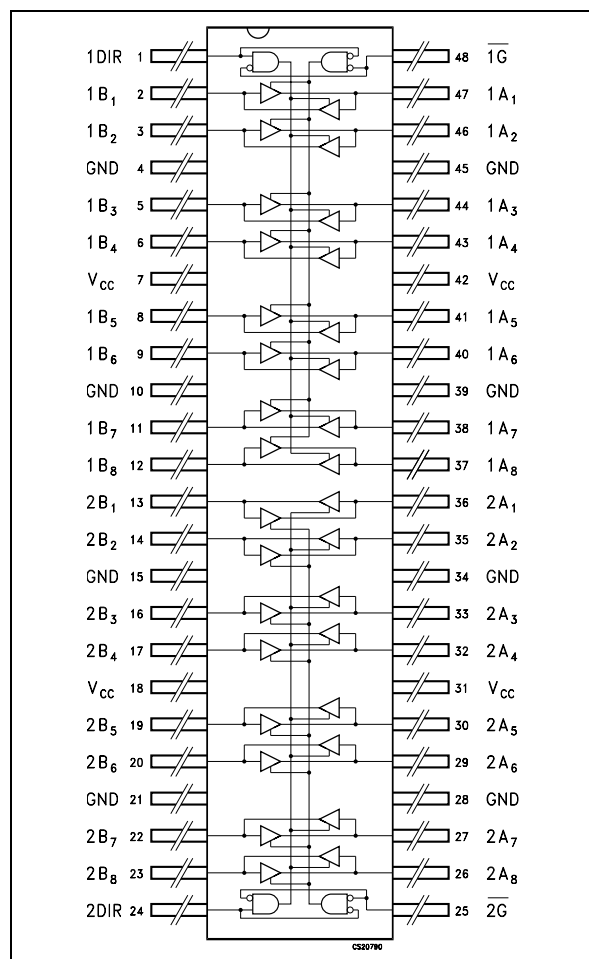 1DIR 1 48 1G̅
1B₁ 2 47 1A₁
1B₂ 3 46 1A₂
GND 4 45 GND
1B₃ 5 44 1A₃
1B₄ 6 43 1A₄
V_CC 7 42 V_CC
1B₅ 8 41 1A₅
1B₆ 9 40 1A₆
GND 10 39 GND
1B₇ 11 38 1A₇
1B₈ 12 37 1A₈
2B₁ 13 36 2A₁
2B₂ 14 35 2A₂
GND 15 34 GND
2B₃ 16 33 2A₃
2B₄ 17 32 2A₄
V_CC 18 31 V_CC
2B₅ 19 30 2A₅
2B₆ 20 29 2A₆
GND 21 28 GND
2B₇ 22 27 2A₇
2B₈ 23 26 2A₈
2DIR 24 25 2G̅
CS20790